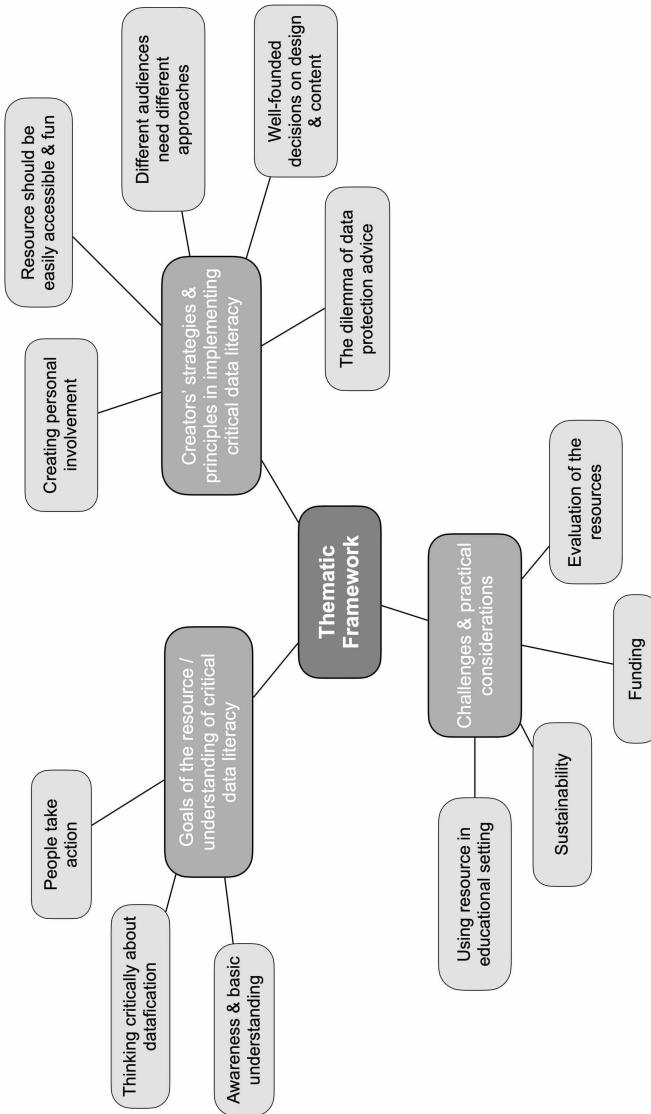 Thematic
Framework
Goals of the resource /
understanding of critical
data literacy
People take
action
Thinking critically about
datafication
Awareness & basic
understanding
Creators' strategies &
principles in implementing
critical data literacy
Creating personal
involvement
Resource should be
easily accessible & fun
Different audiences
need different
approaches
Well-founded
decisions on design
& content
The dilemma of data
protection advice
Challenges & practical
considerations
Using resource in
educational setting
Sustainability
Funding
Evaluation of the
resources